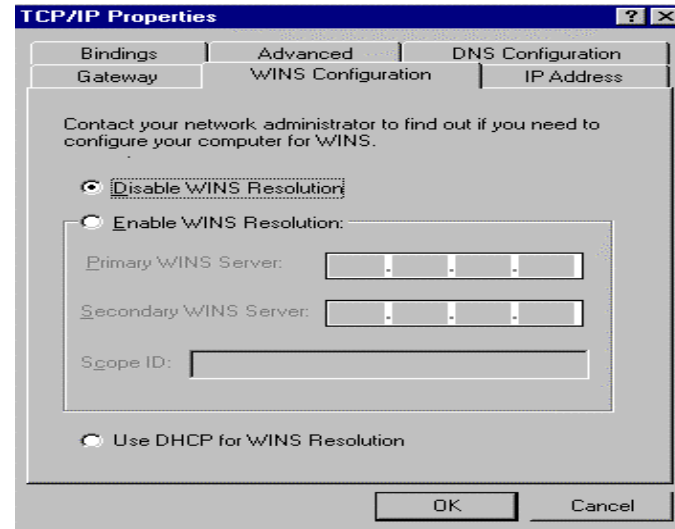 TCP/IP Properties
Bindings Advanced DNS Configuration
Gateway WINS Configuration IP Address
Contact your network administrator to find out if you need to
configure your computer for WINS.
Disable WINS Resolution
Enable WINS Resolution:
Primary WINS Server:
Secondary WINS Server:
Scope ID:
Use DHCP for WINS Resolution
OK Cancel